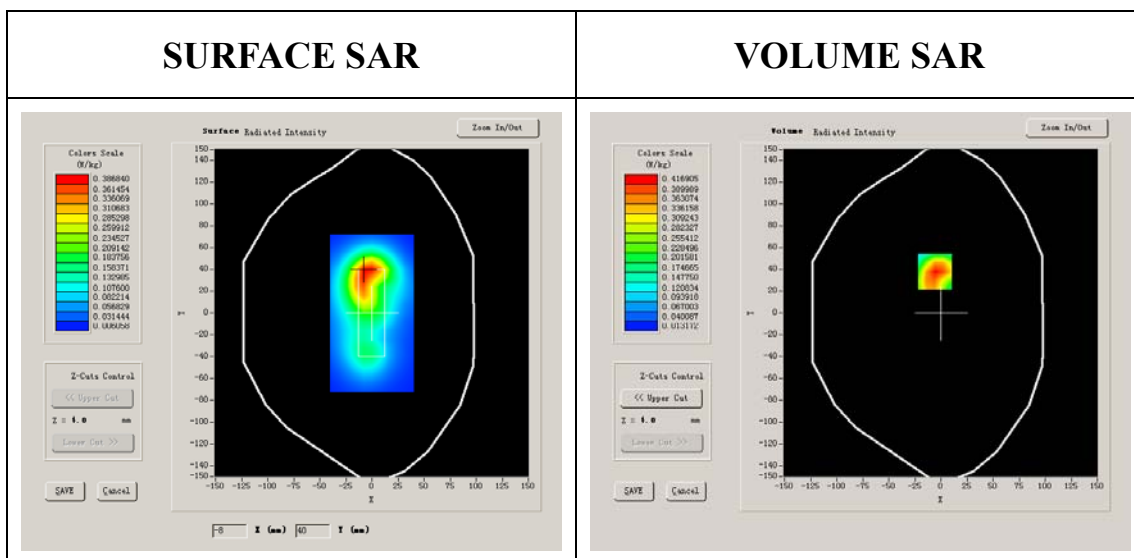 SURFACE SAR
Surface Radiated Intensity
Zoom In/Out
Colors Scale
(W/kg)
0.386840
0.361454
0.336069
0.310683
0.285298
0.259912
0.234527
0.209142
0.183756
0.158371
0.132985
0.107600
0.082214
0.056829
0.031444
0.006058
150
120
80
60
40
20
0
-20
-40
-60
-80
-100
-120
-140
-150
Y
-150 -125 -100 -75 -50 -25 0 25 50 75 100 125 150
X
Z-Cuts Control
<< Upper Cut
Z = 4.0 mm
Lower Cut >>
SAVE Cancel
-8 X (mm) 40 Y (mm)
VOLUME SAR
Volume Radiated Intensity
Zoom In/Out
Colors Scale
(W/kg)
0.416905
0.389989
0.363074
0.336158
0.309243
0.282327
0.255412
0.228496
0.201581
0.174665
0.147750
0.120834
0.093918
0.067003
0.040087
0.013172
150
120
80
60
40
20
0
-20
-40
-60
-80
-100
-120
-140
-150
Y
-150 -125 -100 -75 -50 -25 0 25 50 75 100 125 150
X
Z-Cuts Control
<< Upper Cut
Z = 4.0 mm
Lower Cut >>
SAVE Cancel